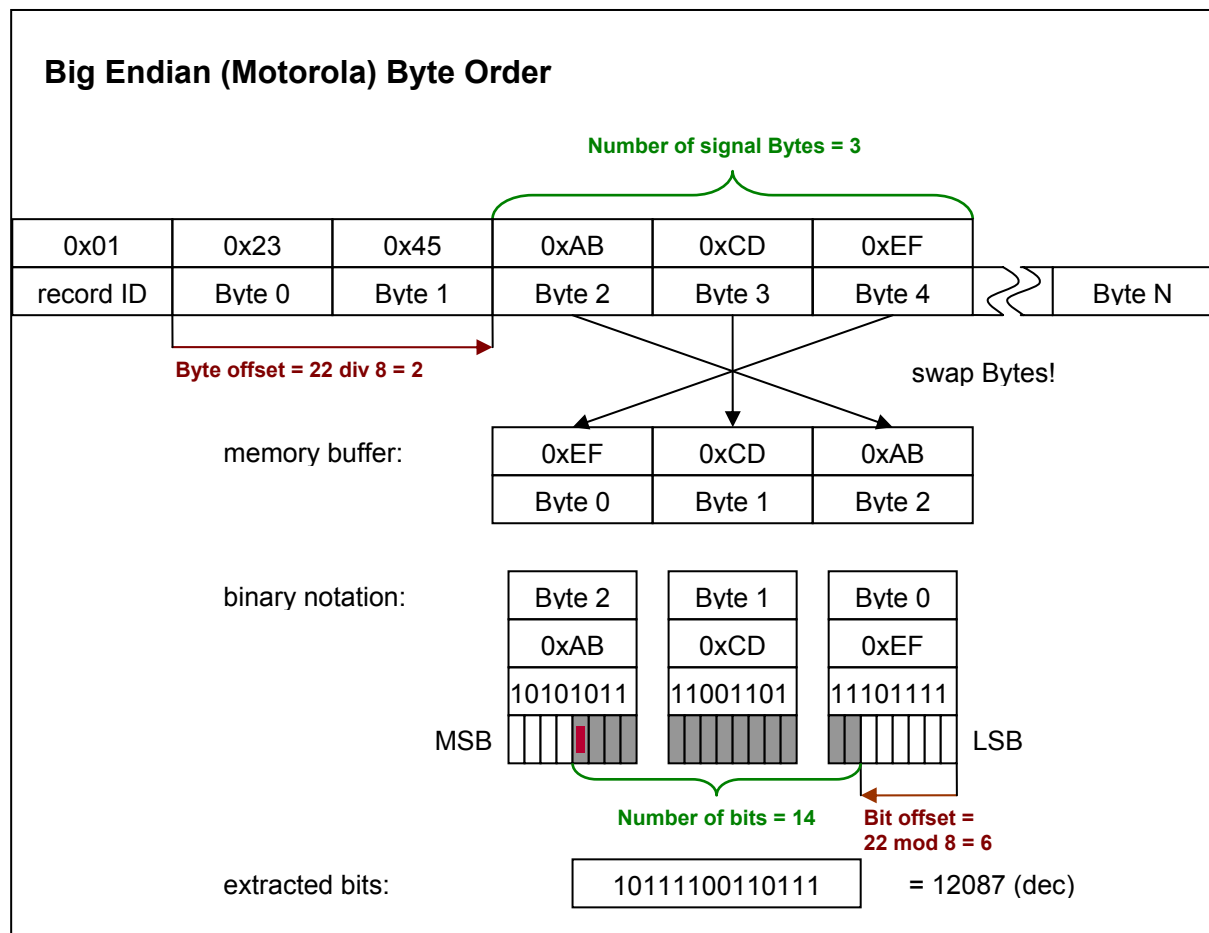 Big Endian (Motorola) Byte Order
Number of signal Bytes = 3
0x01 0x23 0x45 0xAB 0xCD 0xEF
record ID Byte 0 Byte 1 Byte 2 Byte 3 Byte 4 Byte N
Byte offset = 22 div 8 = 2
swap Bytes!
memory buffer: 0xEF 0xCD 0xAB
Byte 0 Byte 1 Byte 2
binary notation: Byte 2 Byte 1 Byte 0
0xAB 0xCD 0xEF
10101011 11001101 11101111
MSB LSB
Number of bits = 14
Bit offset =
22 mod 8 = 6
extracted bits: 10111100110111 = 12087 (dec)